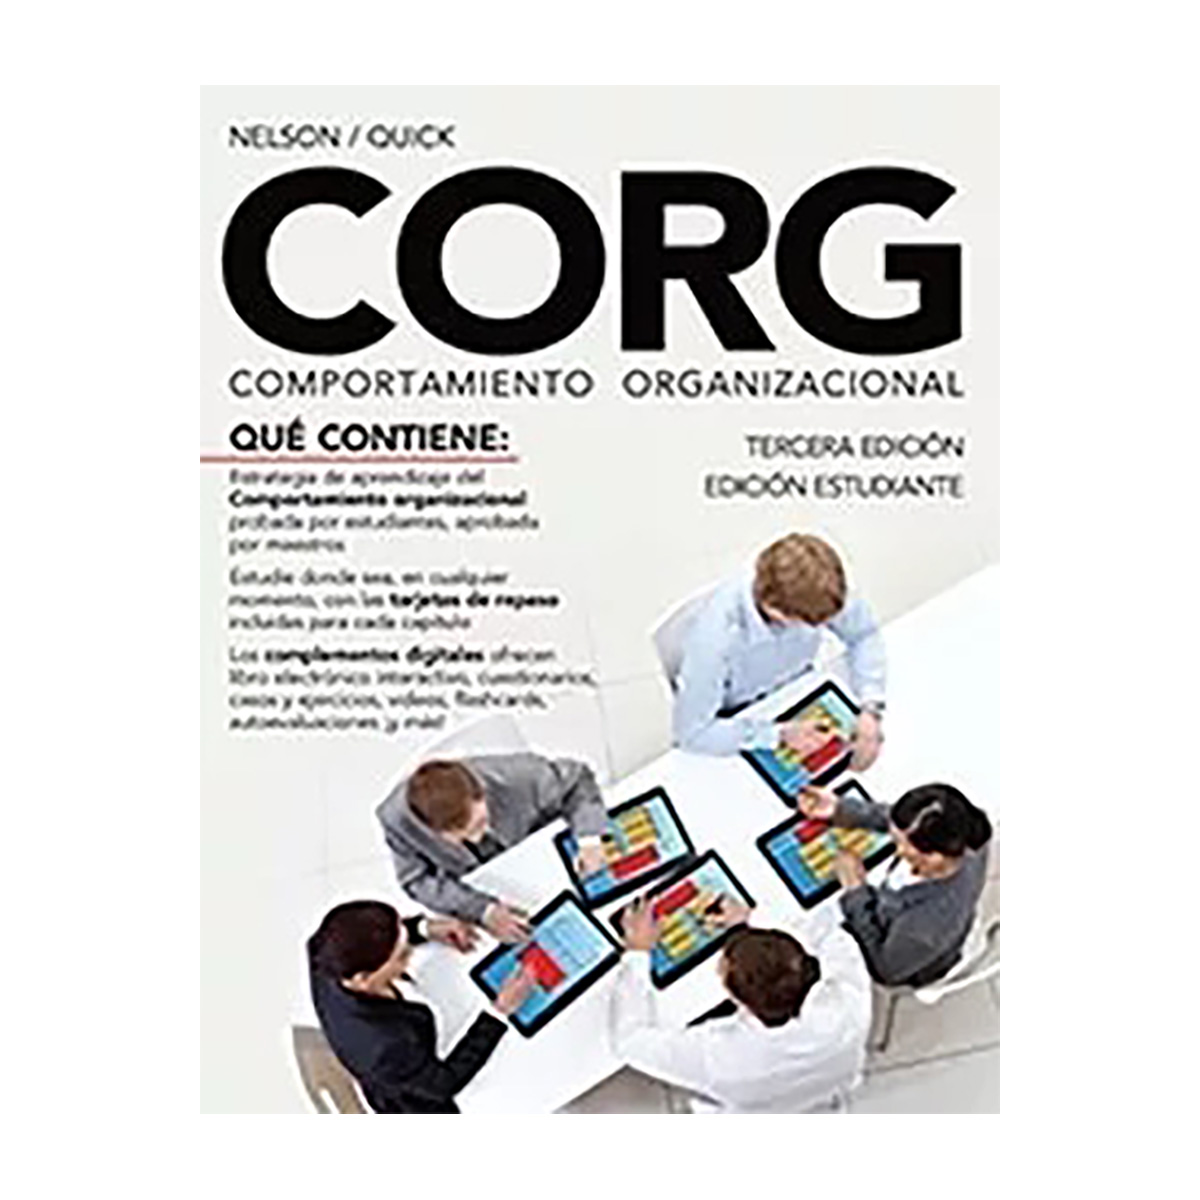 NELSON / QUICK
CORG
COMPORTAMIENTO ORGANIZACIONAL
QUÉ CONTIENE:
TERCERA EDICIÓN
EDICIÓN ESTUDIANTE
Estrategia de aprendizaje del
Comportamiento organizacional
probada por estudiantes, aprobada
por maestros
Estudie donde sea, en cualquier
momento, con las tarjetas de repaso
incluidas para cada capítulo
Los complementos digitales ofrecen
libro electrónico interactivo, cuestionarios,
casos y ejercicios, videos, flashcards,
autoevaluaciones ¡y más!